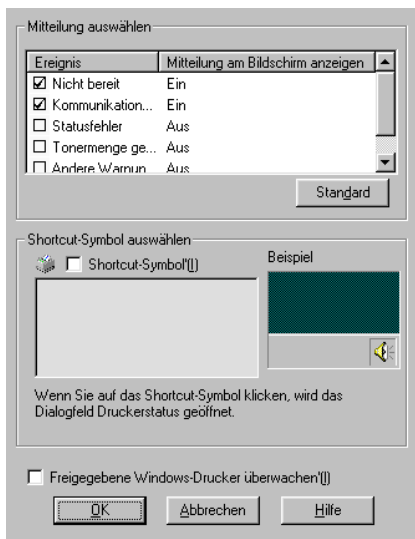 Mitteilung auswählen
Ereignis Mitteilung am Bildschirm anzeigen
Nicht bereit Ein
Kommunikation... Ein
Statusfehler Aus
Tonermenge ge... Aus
Andere Warnun Aus
Standard
Shortcut-Symbol auswählen
Shortcut-Symbol'(I)
Beispiel
Wenn Sie auf das Shortcut-Symbol klicken, wird das
Dialogfeld Druckerstatus geöffnet.
Freigegebene Windows-Drucker überwachen'(I)
OK Abbrechen Hilfe